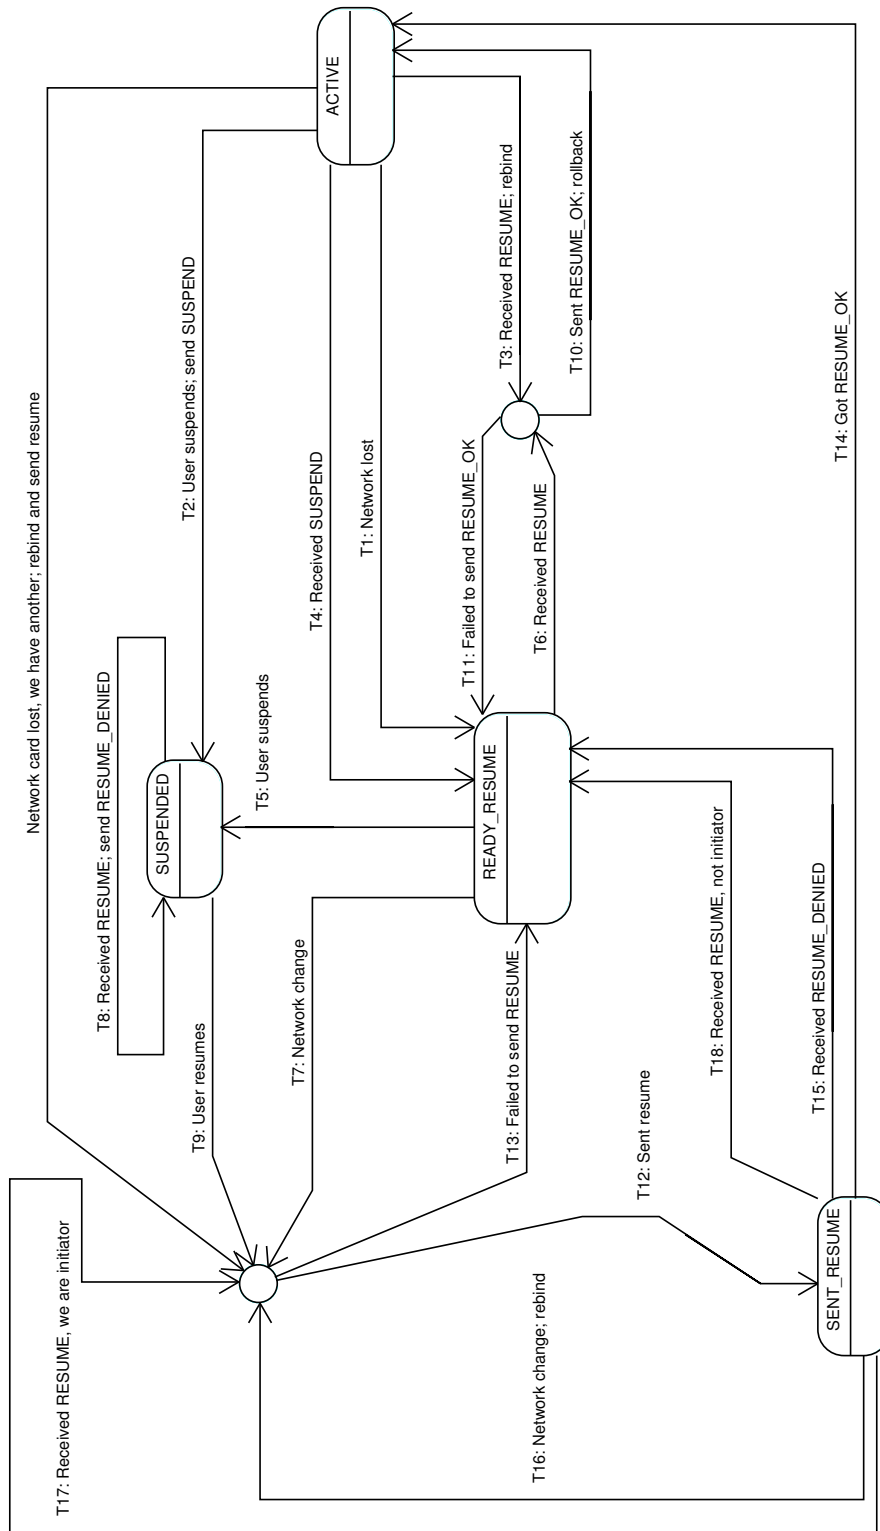 Network card lost, we have another; rebind and send resume
T17: Received RESUME, we are initiator
T8: Received RESUME; send RESUME_DENIED
SUSPENDED
T2: User suspends; send SUSPEND
T9: User resumes
T5: User suspends
T7: Network change
T4: Received SUSPEND
ACTIVE
T1: Network lost
T11: Failed to send RESUME_OK
READY_RESUME
T3: Received RESUME; rebind
T13: Failed to send RESUME
T6: Received RESUME
T16: Network change; rebind
T10: Sent RESUME_OK; rollback
T12: Sent resume
T18: Received RESUME, not initiator
T15: Received RESUME_DENIED
SENT_RESUME
T14: Got RESUME_OK